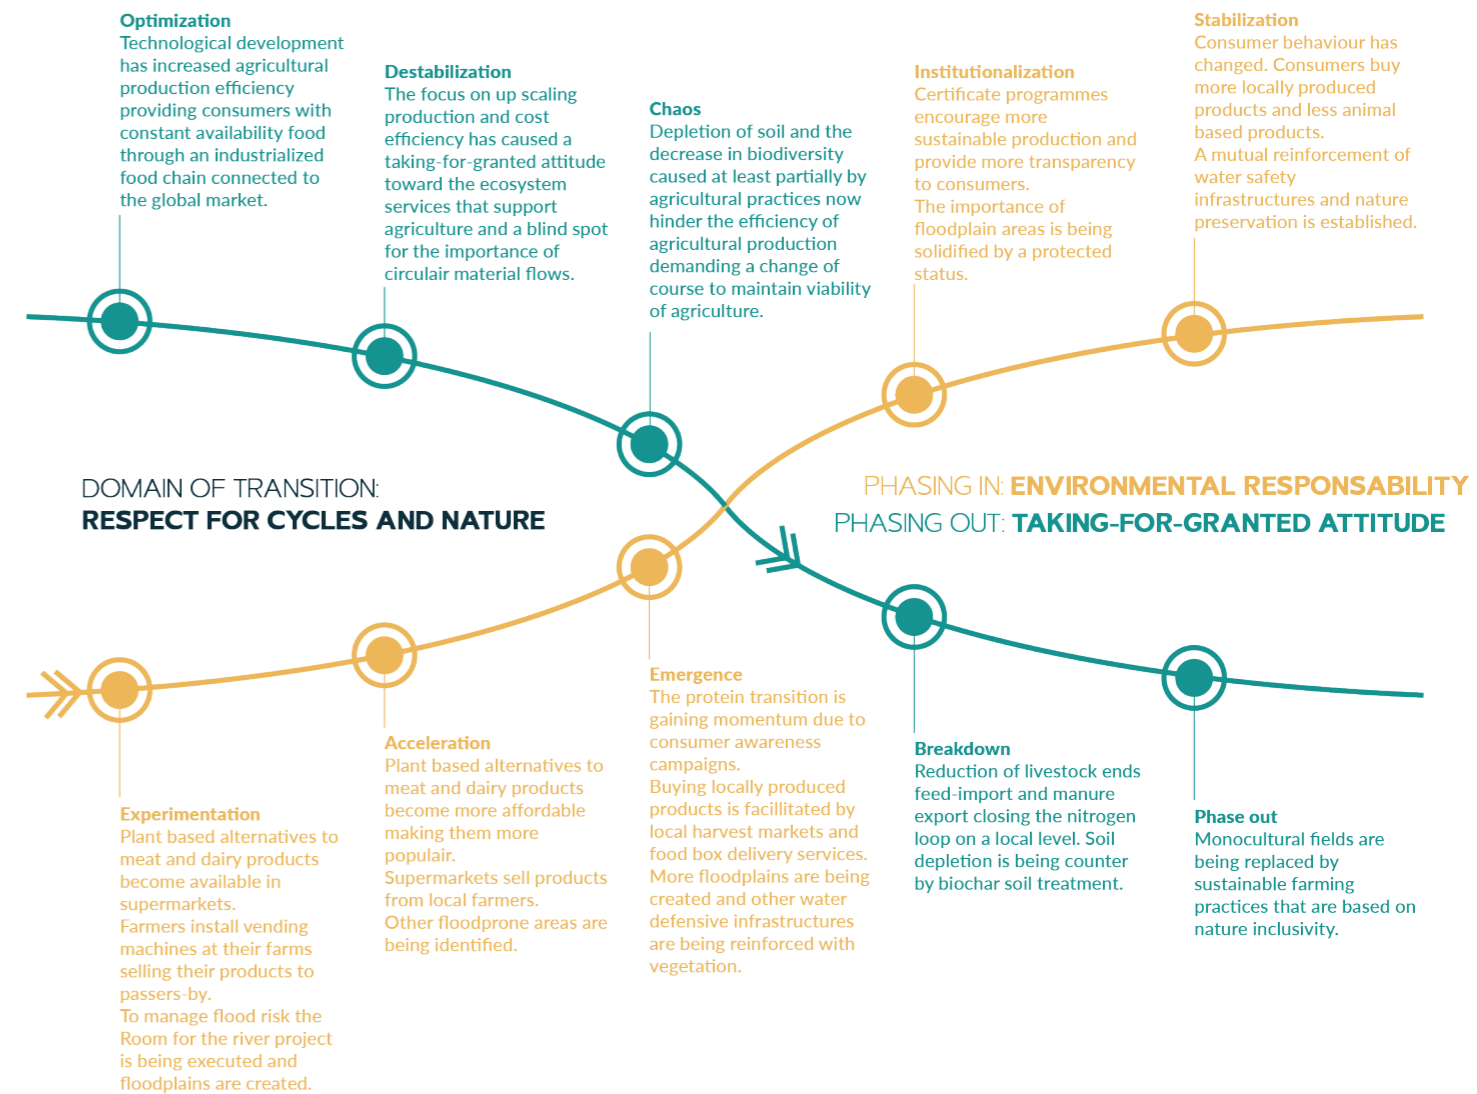 Optimization
Technological development
has increased agricultural
production efficiency
providing consumers with
constant availability food
through an industrialized
food chain connected to
the global market.
Destabilization
The focus on up scaling
production and cost
efficiency has caused a
taking-for-granted attitude
toward the ecosystem
services that support
agriculture and a blind spot
for the importance of
circulair material flows.
Chaos
Depletion of soil and the
decrease in biodiversity
caused at least partially by
agricultural practices now
hinder the efficiency of
agricultural production
demanding a change of
course to maintain viability
of agriculture.
Institutionalization
Certificate programmes
encourage more
sustainable production and
provide more transparency
to consumers.
The importance of
floodplain areas is being
solidified by a protected
status.
Stabilization
Consumer behaviour has
changed. Consumers buy
more locally produced
products and less animal
based products.
A mutual reinforcement of
water safety
infrastructures and nature
preservation is established.
DOMAIN OF TRANSITION:
RESPECT FOR CYCLES AND NATURE
PHASING IN: ENVIRONMENTAL RESPONSABILITY
PHASING OUT: TAKING-FOR-GRANTED ATTITUDE
Experimentation
Plant based alternatives to
meat and dairy products
become available in
supermarkets.
Farmers install vending
machines at their farms
selling their products to
passers-by.
To manage flood risk the
Room for the river project
is being executed and
floodplains are created.
Acceleration
Plant based alternatives to
meat and dairy products
become more affordable
making them more
populair.
Supermarkets sell products
from local farmers.
Other floodprone areas are
being identified.
Emergence
The protein transition is
gaining momentum due to
consumer awareness
campaigns.
Buying locally produced
products is facillitated by
local harvest markets and
food box delivery services.
More floodplains are being
created and other water
defensive infrastructures
are being reinforced with
vegetation.
Breakdown
Reduction of livestock ends
feed-import and manure
export closing the nitrogen
loop on a local level. Soil
depletion is being counter
by biochar soil treatment.
Phase out
Monocultural fields are
being replaced by
sustainable farming
practices that are based on
nature inclusivity.